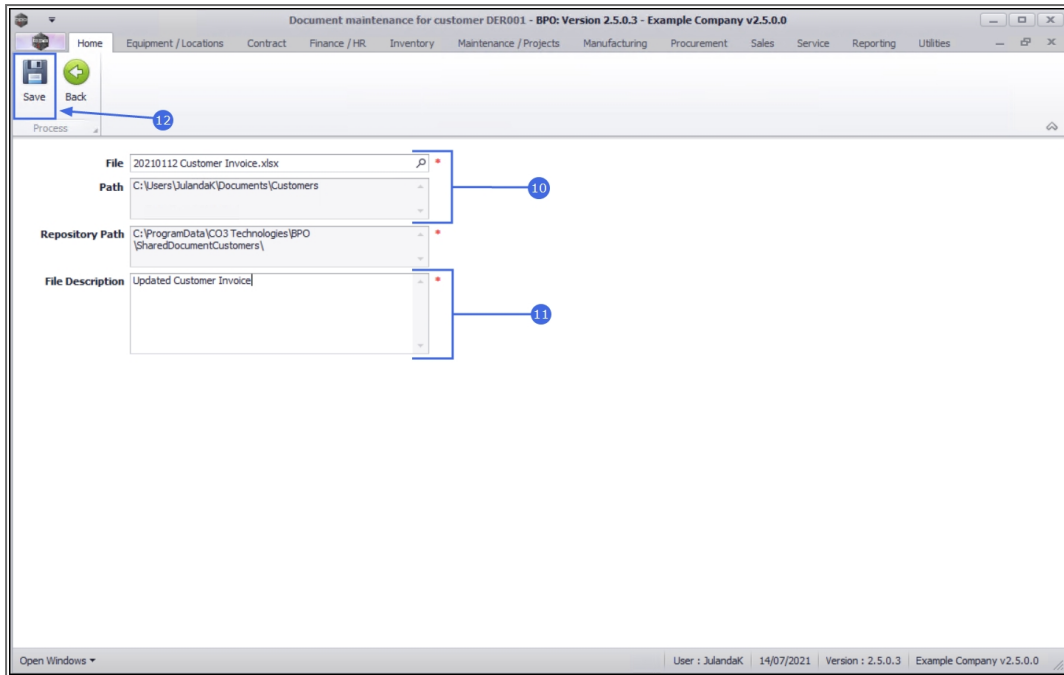 Document maintenance for customer DER001 - BPO: Version 2.5.0.3 - Example Company v2.5.0.0
Home Equipment / Locations Contract Finance / HR Inventory Maintenance / Projects Manufacturing Procurement Sales Service Reporting Utilities
Save Back
12
Process
File 20210112 Customer Invoice.xlsx *
Path C:\Users\JulandaK\Documents\Customers
10
Repository Path C:\ProgramData\CO3 Technologies\BPO *
\SharedDocumentCustomers\
File Description Updated Customer Invoice *
11
Open Windows User : JulandaK 14/07/2021 Version : 2.5.0.3 Example Company v2.5.0.0